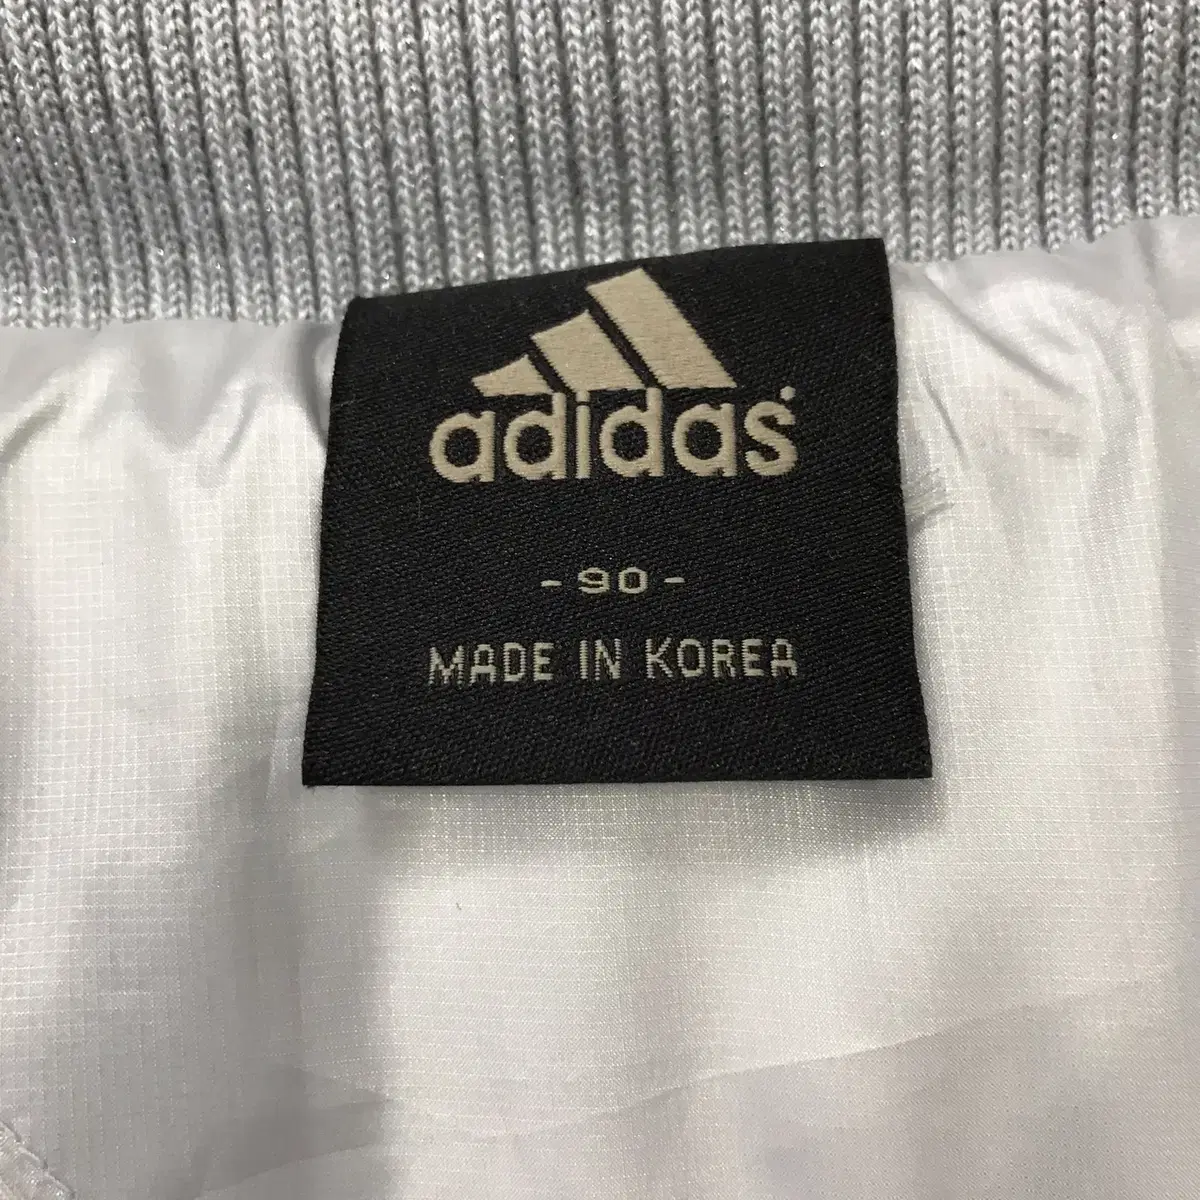 adidas
- 90 -
MADE IN KOREA